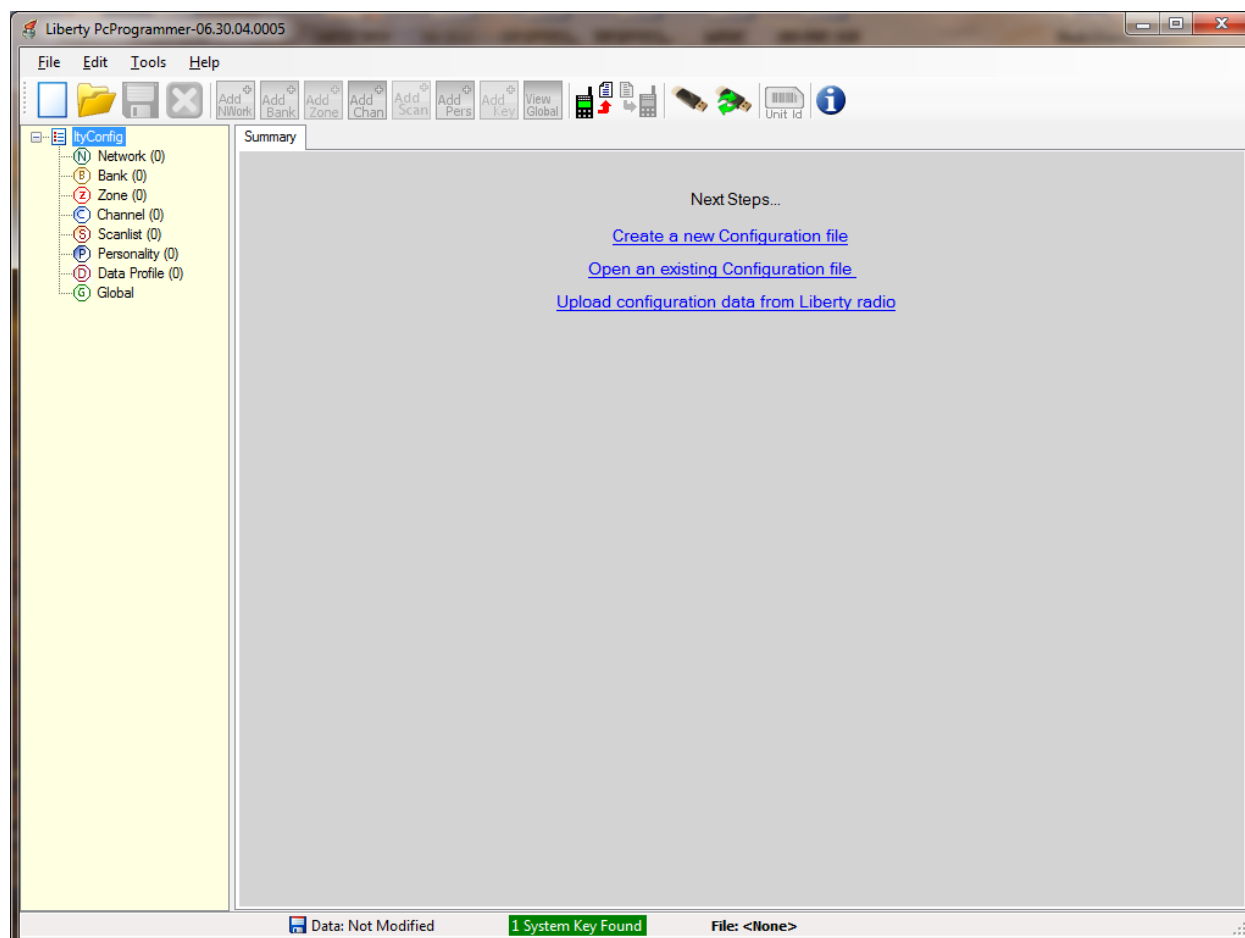 Liberty PcProgrammer-06.30.04.0005
File Edit Tools Help
Add NWork Add Bank Add Zone Add Chan Add Scan Add Pers Add Key View Global Unit Id
ltyConfig
N Network (0)
B Bank (0)
Z Zone (0)
C Channel (0)
S Scanlist (0)
P Personality (0)
D Data Profile (0)
G Global
Summary
Next Steps...
Create a new Configuration file
Open an existing Configuration file
Upload configuration data from Liberty radio
Data: Not Modified 1 System Key Found File: <None>